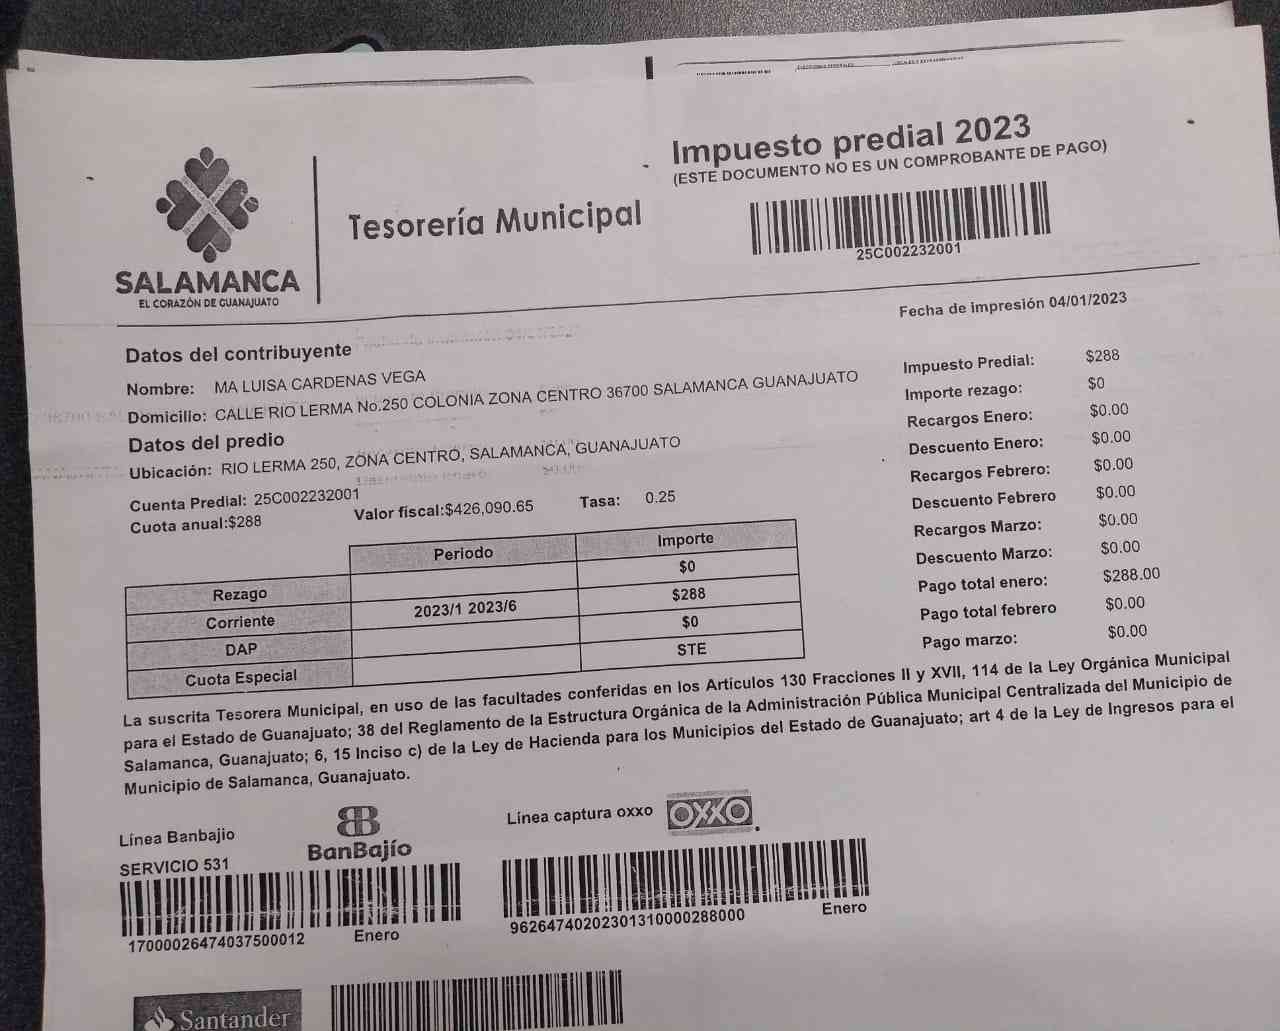 Impuesto predial 2023
(ESTE DOCUMENTO NO ES UN COMPROBANTE DE PAGO)
25C002232001
SALAMANCA
EL CORAZÓN DE GUANAJUATO
Tesorería Municipal
Fecha de impresión 04/01/2023
Datos del contribuyente
Nombre: MA LUISA CARDENAS VEGA
Domicilio: CALLE RIO LERMA No.250 COLONIA ZONA CENTRO 36700 SALAMANCA GUANAJUATO
Datos del predio
Ubicación: RIO LERMA 250, ZONA CENTRO, SALAMANCA, GUANAJUATO
Cuenta Predial: 25C002232001
Cuota anual:$288 Valor fiscal:$426,090.65 Tasa: 0.25
Periodo Importe
Rezago $0
Corriente 2023/1 2023/6 $288
DAP $0
Cuota Especial STE
Impuesto Predial: $288
Importe rezago: $0
Recargos Enero: $0.00
Descuento Enero: $0.00
Recargos Febrero: $0.00
Descuento Febrero $0.00
Recargos Marzo: $0.00
Descuento Marzo: $0.00
Pago total enero: $288.00
Pago total febrero $0.00
Pago marzo: $0.00
La suscrita Tesorera Municipal, en uso de las facultades conferidas en los Artículos 130 Fracciones II y XVII, 114 de la Ley Orgánica Municipal
para el Estado de Guanajuato; 38 del Reglamento de la Estructura Orgánica de la Administración Pública Municipal Centralizada del Municipio de
Salamanca, Guanajuato; 6, 15 Inciso c) de la Ley de Hacienda para los Municipios del Estado de Guanajuato; art 4 de la Ley de Ingresos para el
Municipio de Salamanca, Guanajuato.
Línea Banbajio
SERVICIO 531
BanBajío
17000026474037500012 Enero
Línea captura oxxo OXXO
962647402023013100002880​00 Enero
Santander